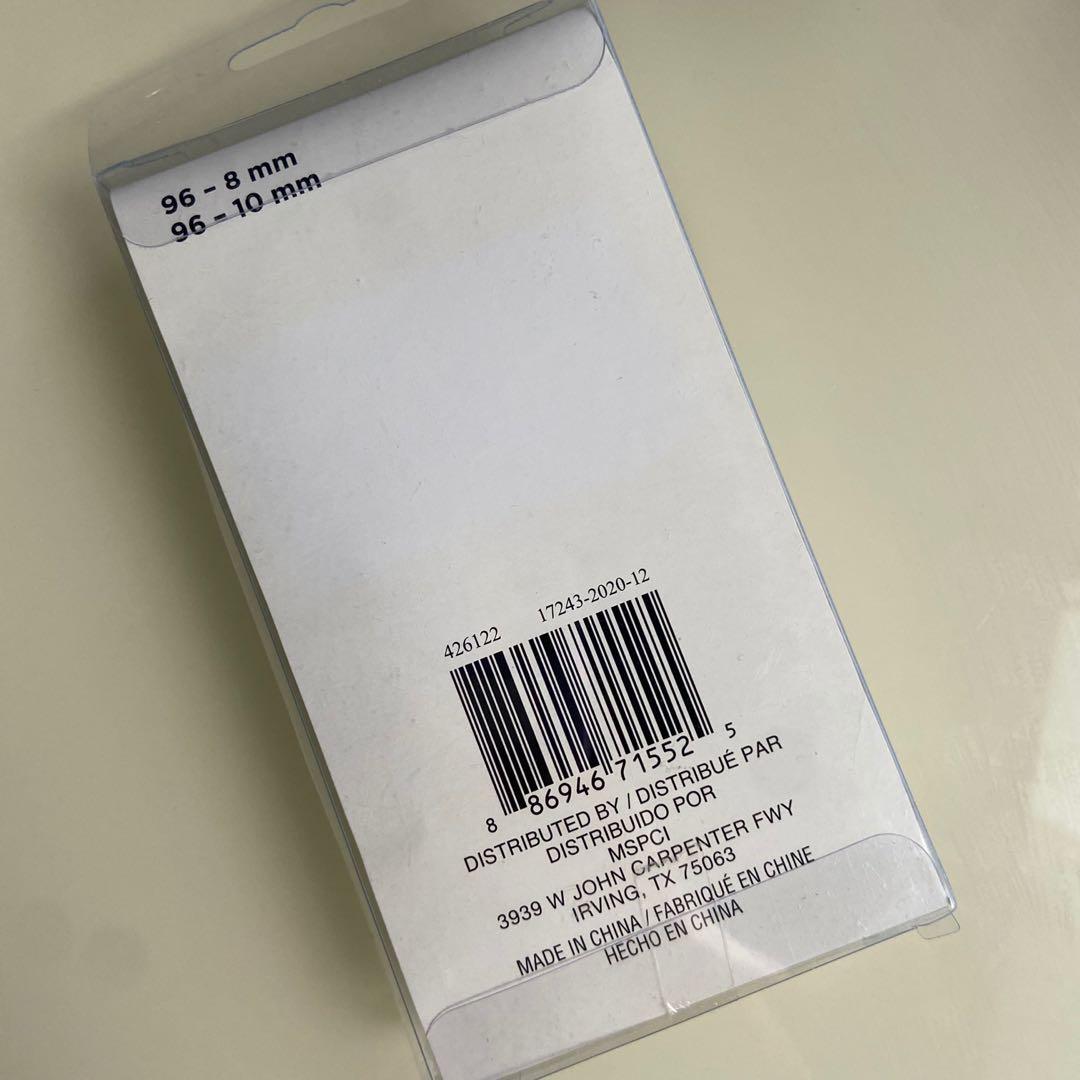 96 - 8 mm
96 - 10 mm
426122 17243-2020-12
8 86946 71552 5
DISTRIBUTED BY / DISTRIBUÉ PAR
DISTRIBUIDO POR
MSPCI
3939 W JOHN CARPENTER FWY
IRVING, TX 75063
MADE IN CHINA / FABRIQUÉ EN CHINE
HECHO EN CHINA